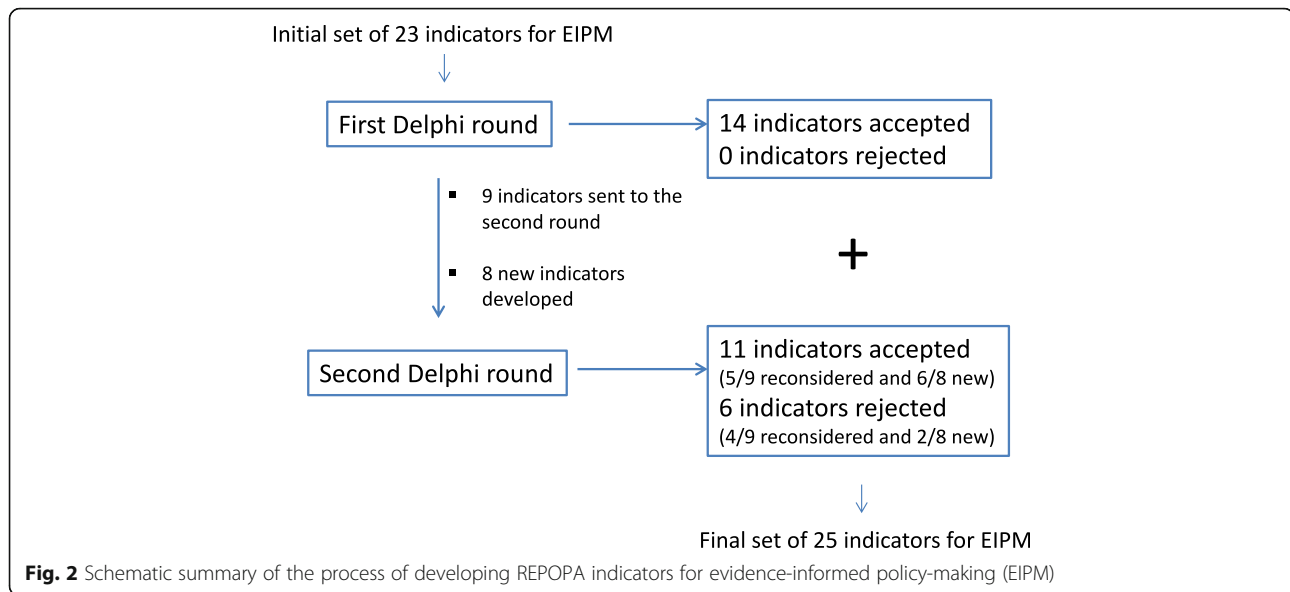 Initial set of 23 indicators for EIPM
First Delphi round
14 indicators accepted
0 indicators rejected
▪ 9 indicators sent to the
second round
▪ 8 new indicators
developed
+
Second Delphi round
11 indicators accepted
(5/9 reconsidered and 6/8 new)
6 indicators rejected
(4/9 reconsidered and 2/8 new)
Final set of 25 indicators for EIPM
Fig. 2 Schematic summary of the process of developing REPOPA indicators for evidence-informed policy-making (EIPM)